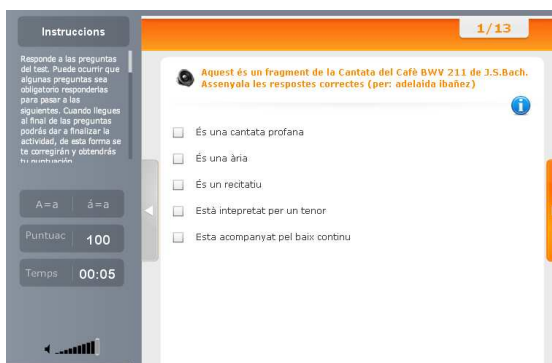 Instruccions
Responde a las preguntas
del test. Puede ocurrir que
algunas preguntas sea
obligatorio responderlas
para pasar a las
siguientes. Cuando llegues
al final de las preguntas
podrás dar a finalizar la
actividad, de esta forma se
te corregirán y obtendrás
tu puntuación
A=a á=a
Puntuac 100
Temps 00:05
1/13
Aquest és un fragment de la Cantata del Cafè BWV 211 de J.S.Bach.
Assenyala les respostes correctes (per: adelaida ibañez)
És una cantata profana
És una ària
És un recitatiu
Està intepretat per un tenor
Esta acompanyat pel baix continu